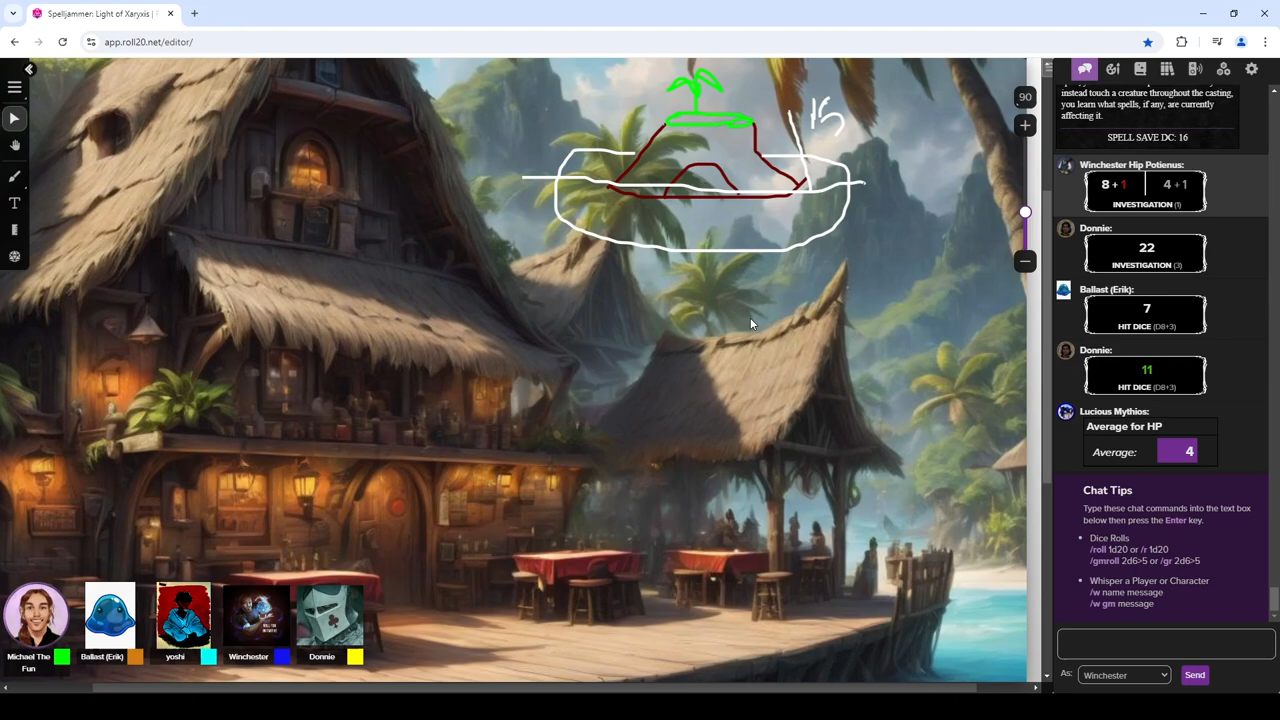 Spelljammer: Light of Xaryxis |
app.roll20.net/editor/
90
15
instead touch a creature throughout the casting,
you learn what spells, if any, are currently
affecting it.
SPELL SAVE DC: 16
Winchester Hip Potienus:
8 + 1 4 + 1
INVESTIGATION (1)
Donnie:
22
INVESTIGATION (3)
Ballast (Erik):
7
HIT DICE (D8+3)
Donnie:
11
HIT DICE (D8+3)
Lucious Mythios:
Average for HP
Average: 4
Chat Tips
Type these chat commands into the text box
below then press the Enter key.
• Dice Rolls
/roll 1d20 or /r 1d20
/gmroll 2d6>5 or /gr 2d6>5
• Whisper a Player or Character
/w name message
/w gm message
As: Winchester Send
Michael The
Fun
Ballast (Erik)
yoshi
Winchester
Donnie